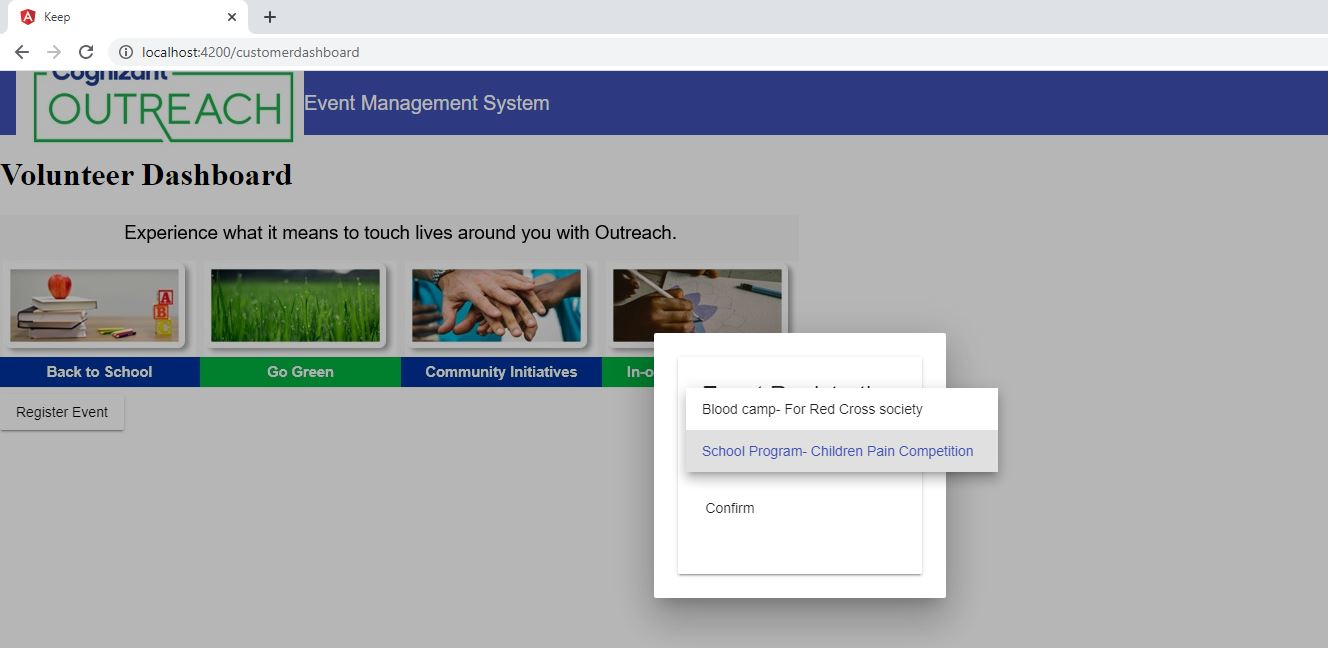 Keep
localhost:4200/customerdashboard
Cognizant
OUTREACH
Event Management System
Volunteer Dashboard
Experience what it means to touch lives around you with Outreach.
A
B
C
Back to School
Go Green
Community Initiatives
In-o
Register Event
Blood camp- For Red Cross society
School Program- Children Pain Competition
Confirm